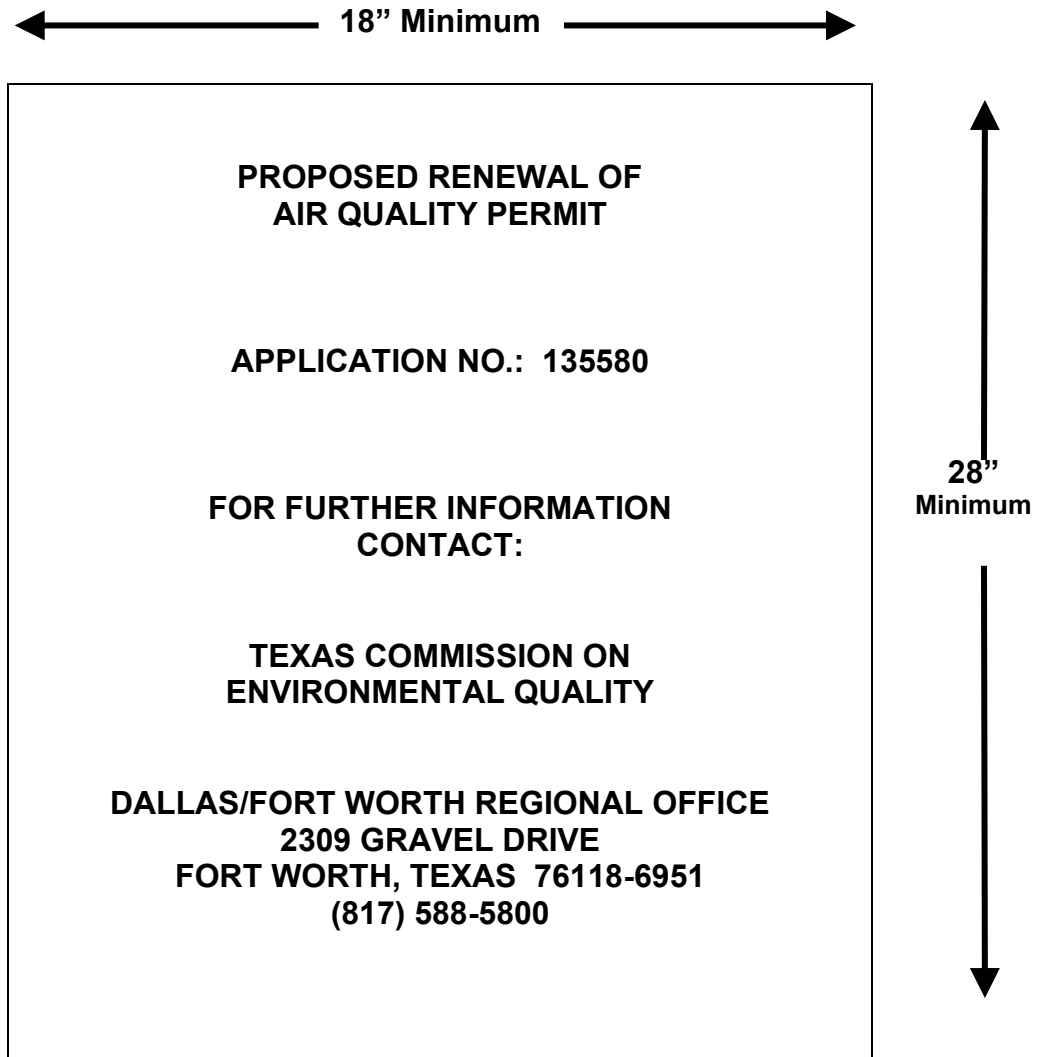 18” Minimum
PROPOSED RENEWAL OF
AIR QUALITY PERMIT
APPLICATION NO.: 135580
FOR FURTHER INFORMATION
CONTACT:
TEXAS COMMISSION ON
ENVIRONMENTAL QUALITY
DALLAS/FORT WORTH REGIONAL OFFICE
2309 GRAVEL DRIVE
FORT WORTH, TEXAS 76118-6951
(817) 588-5800
28”
Minimum